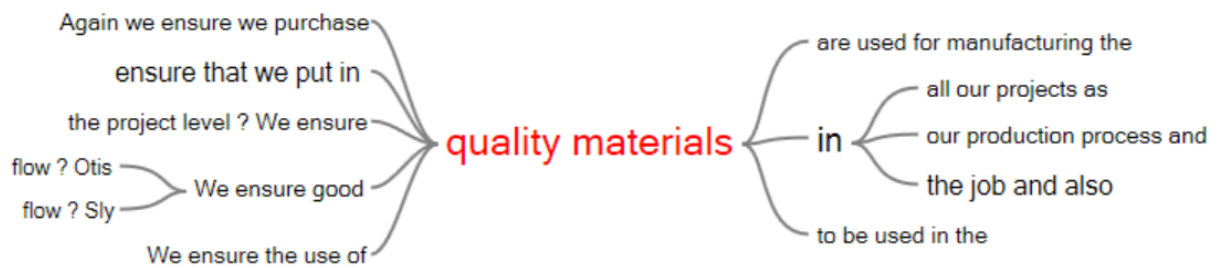 Again we ensure we purchase
ensure that we put in
the project level ? We ensure
flow ? Otis
flow ? Sly
We ensure good
We ensure the use of
quality materials
are used for manufacturing the
in
all our projects as
our production process and
the job and also
to be used in the